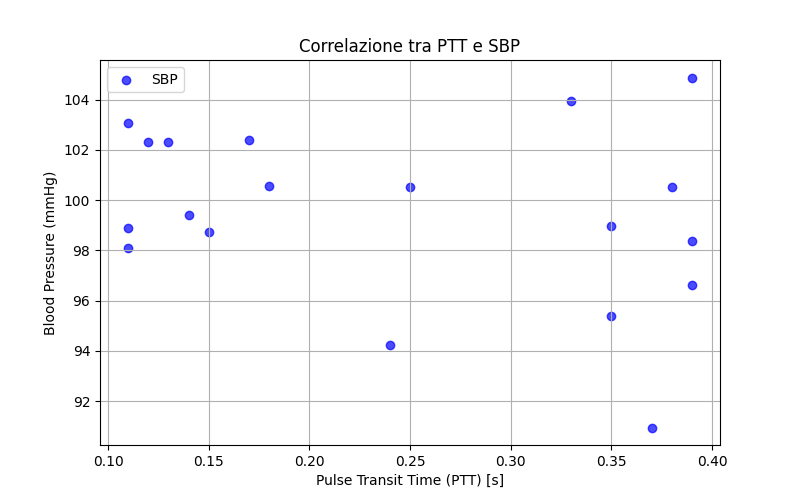 Correlazione tra PTT e SBP
SBP
Blood Pressure (mmHg)
104
102
100
98
96
94
92
0.10 0.15 0.20 0.25 0.30 0.35 0.40
Pulse Transit Time (PTT) [s]